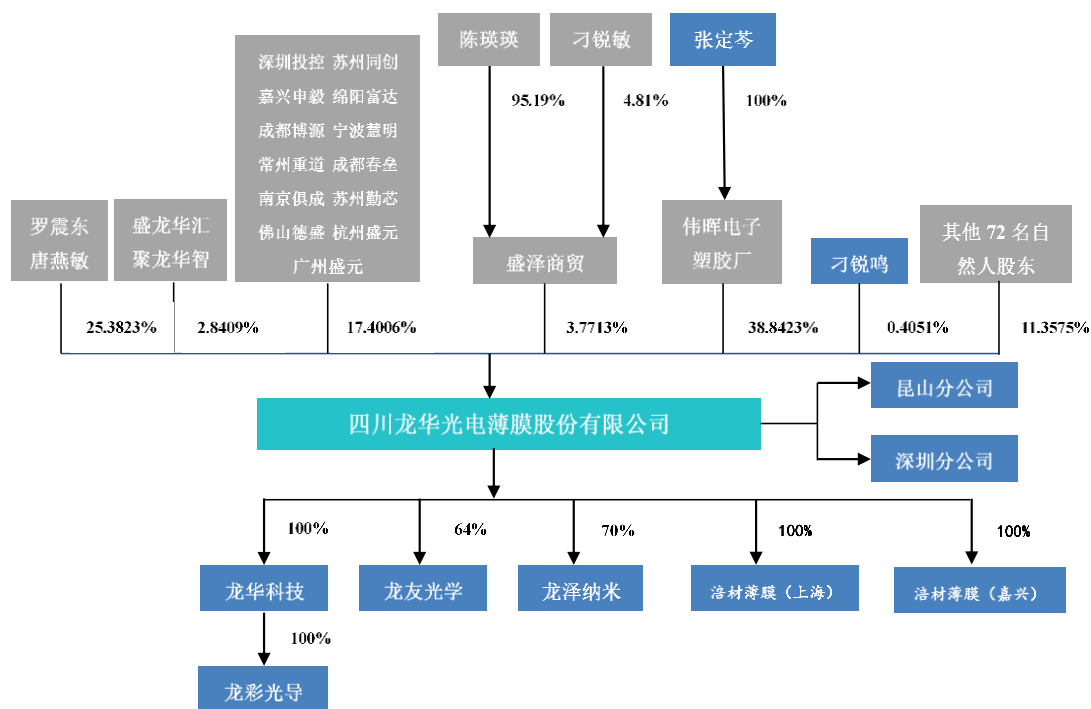 陈瑛瑛
刁锐敏
张定芩
深圳投控 苏州同创
嘉兴申毅 绵阳富达
成都博源 宁波慧明
常州重道 成都春垒
南京俱成 苏州勤芯
佛山德盛 杭州盛元
广州盛元
95.19%
4.81%
100%
罗震东
唐燕敏
盛龙华汇
聚龙华智
盛泽商贸
伟晖电子
塑胶厂
刁锐鸣
其他 72 名自
然人股东
25.3823%
2.8409%
17.4006%
3.7713%
38.8423%
0.4051%
11.3575%
四川龙华光电薄膜股份有限公司
昆山分公司
深圳分公司
100%
64%
70%
100%
100%
龙华科技
龙友光学
龙泽纳米
涪材薄膜（上海）
涪材薄膜（嘉兴）
100%
龙彩光导